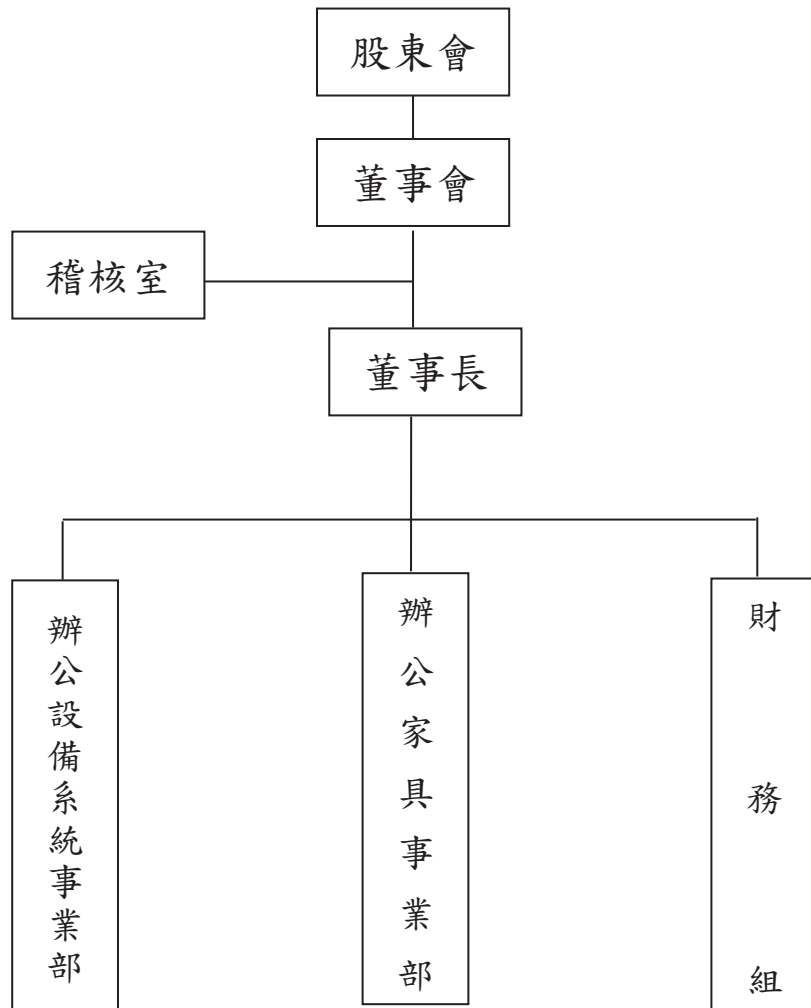 股東會
董事會
稽核室
董事長
辦公設備系統事業部
辦公家具事業部
財務組